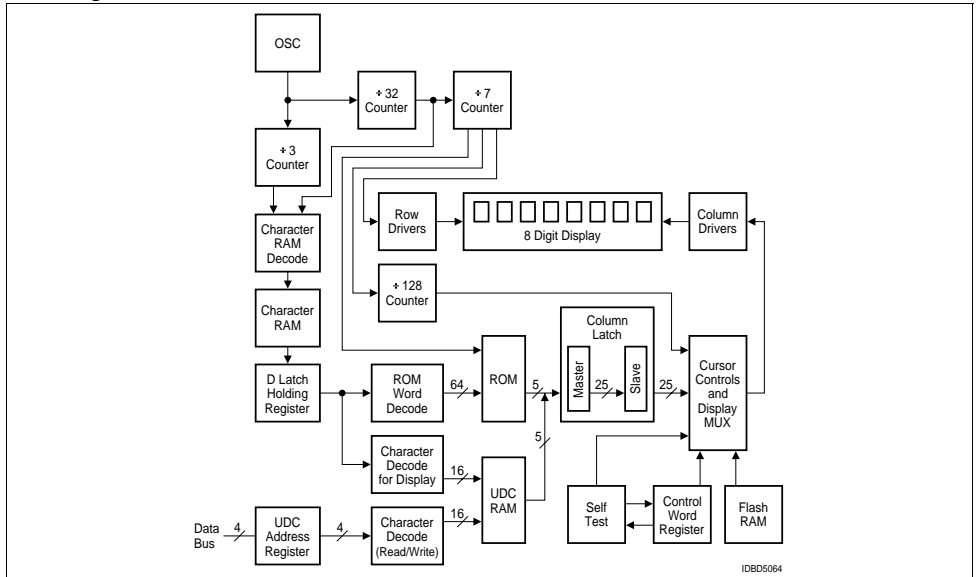 OSC
÷ 32
Counter
÷ 7
Counter
÷ 3
Counter
Character
RAM
Decode
Row
Drivers
8 Digit Display
Column
Drivers
÷ 128
Counter
Character
RAM
Column
Latch
Master
25
Slave
25
Cursor
Controls
and
Display
MUX
D Latch
Holding
Register
ROM
Word
Decode
64
ROM
5
5
Character
Decode
for Display
16
UDC
RAM
Data
Bus
4
UDC
Address
Register
4
Character
Decode
(Read/Write)
16
Self
Test
Control
Word
Register
Flash
RAM
IDBD5064